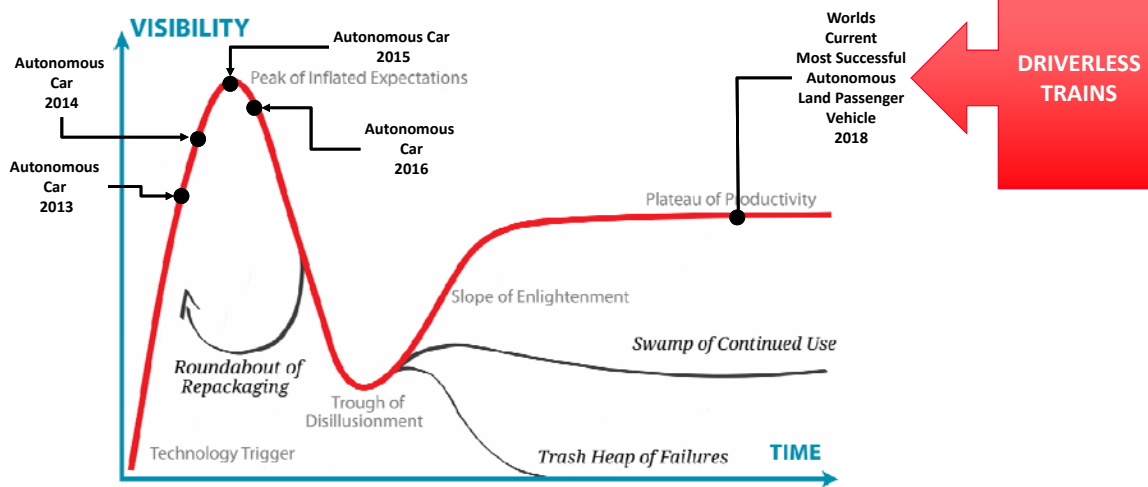 VISIBILITY
Autonomous Car
2015
Peak of Inflated Expectations
Autonomous
Car
2014
Autonomous
Car
2016
Autonomous
Car
2013
Worlds
Current
Most Successful
Autonomous
Land Passenger
Vehicle
2018
DRIVERLESS
TRAINS
Plateau of Productivity
Slope of Enlightenment
Swamp of Continued Use
Roundabout of
Repackaging
Trough of
Disillusionment
Technology Trigger
Trash Heap of Failures
TIME